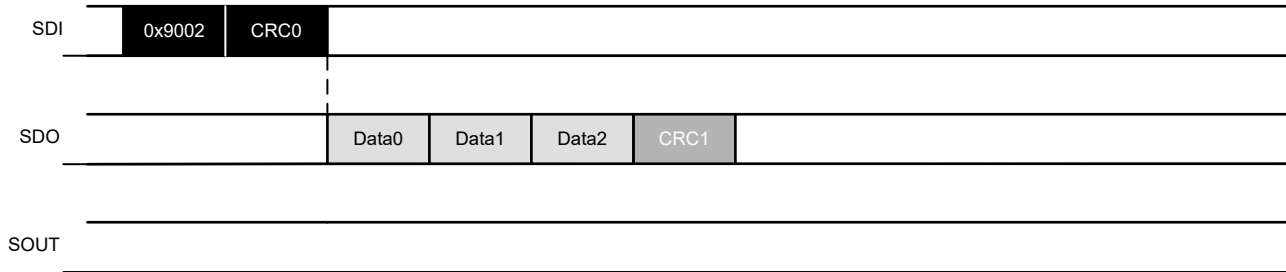 SDI 0x9002 CRC0
SDO Data0 Data1 Data2 CRC1
SOUT